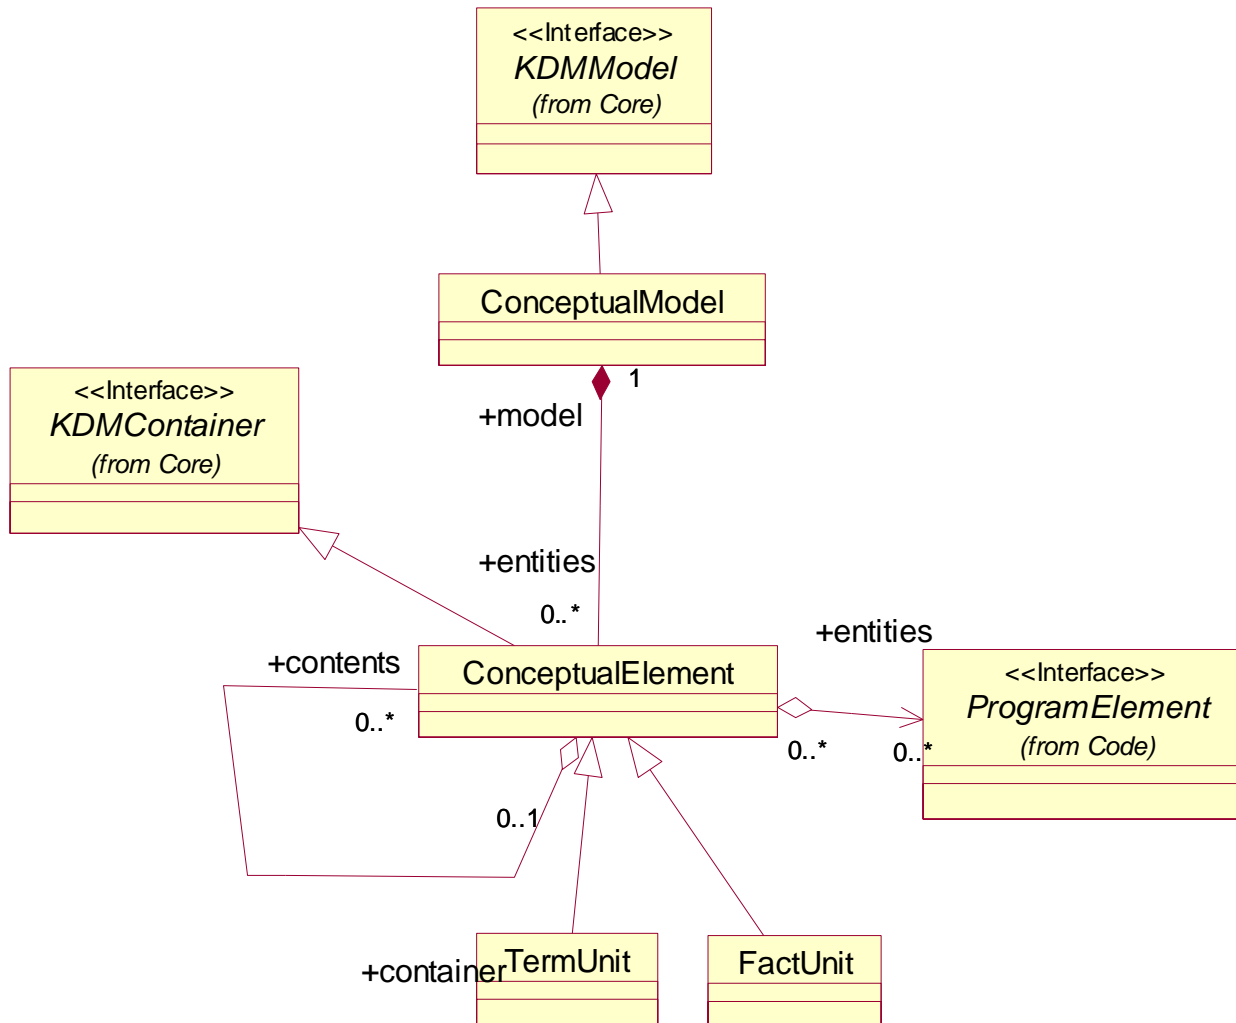 <<Interface>>
KDMModel
(from Core)
ConceptualModel
1
+model
<<Interface>>
KDMContainer
(from Core)
+entities
0..*
+entities
+contents
ConceptualElement
<<Interface>>
ProgramElement
(from Code)
0..*
0..*
0..*
0..1
+container
TermUnit
FactUnit